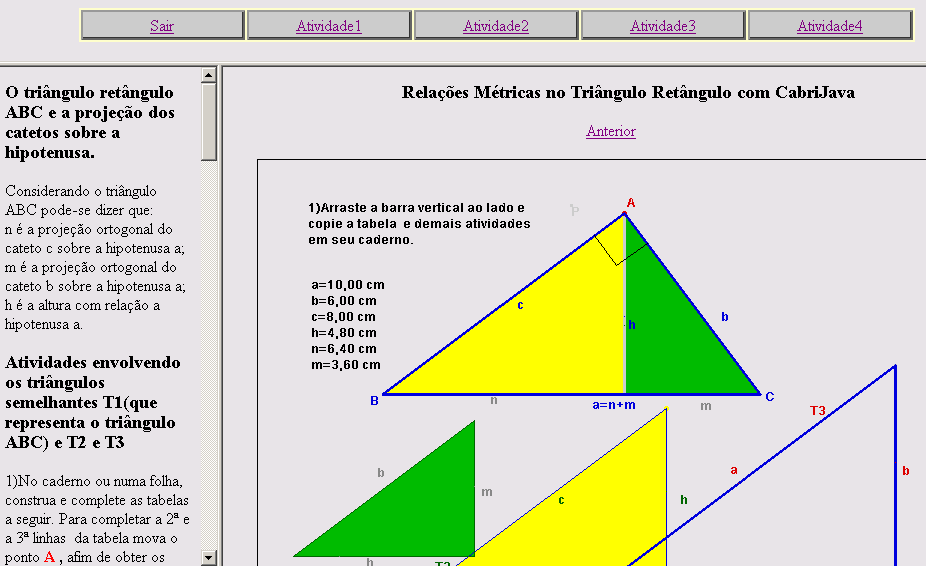 Sair
Atividade1
Atividade2
Atividade3
Atividade4
O triângulo retângulo
ABC e a projeção dos
catetos sobre a
hipotenusa.
Considerando o triângulo
ABC pode-se dizer que:
n é a projeção ortogonal do
cateto c sobre a hipotenusa a;
m é a projeção ortogonal do
cateto b sobre a hipotenusa a;
h é a altura com relação a
hipotenusa a.
Atividades envolvendo
os triângulos
semelhantes T1(que
representa o triângulo
ABC) e T2 e T3
1)No caderno ou numa folha,
construa e complete as tabelas
a seguir. Para completar a 2ª e
a 3ª linhas da tabela mova o
ponto A , afim de obter os
Relações Métricas no Triângulo Retângulo com CabriJava
Anterior
1)Arraste a barra vertical ao lado e
copie a tabela e demais atividades
em seu caderno.
P
A
a=10,00 cm
b=6,00 cm
c=8,00 cm
h=4,80 cm
n=6,40 cm
m=3,60 cm
c
h
b
B
n
a=n+m
m
C
T3
b
m
h
c
h
a
b